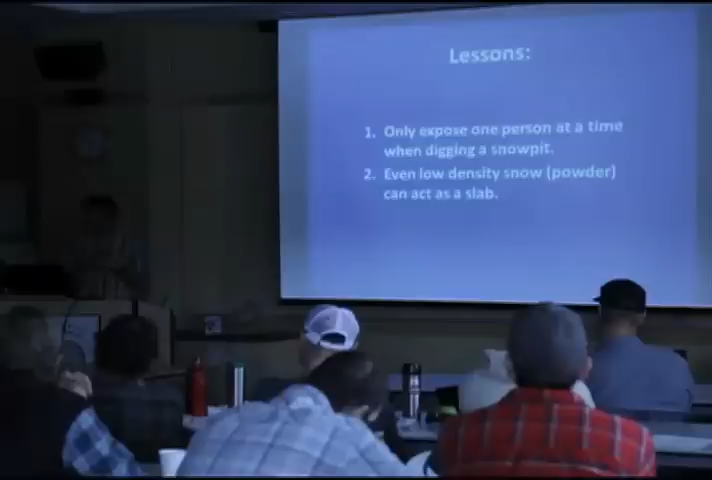 Lessons:
1. Only expose one person at a time
when digging a snowpit.
2. Even low density snow (powder)
can act as a slab.